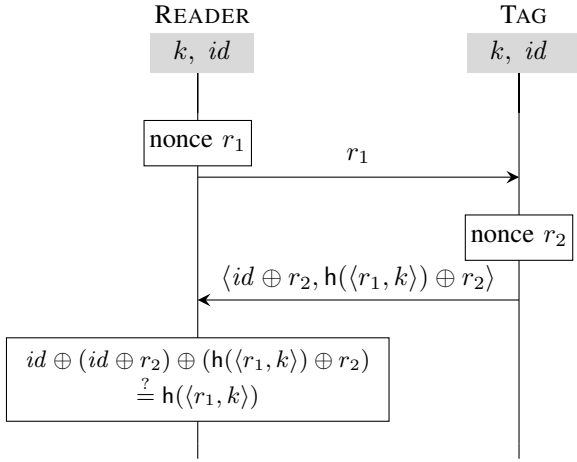 READER
TAG
k, id
k, id
nonce r₁
r₁
nonce r₂
⟨id ⊕ r₂, h(⟨r₁, k⟩) ⊕ r₂⟩
id ⊕ (id ⊕ r₂) ⊕ (h(⟨r₁, k⟩) ⊕ r₂)
≟ h(⟨r₁, k⟩)